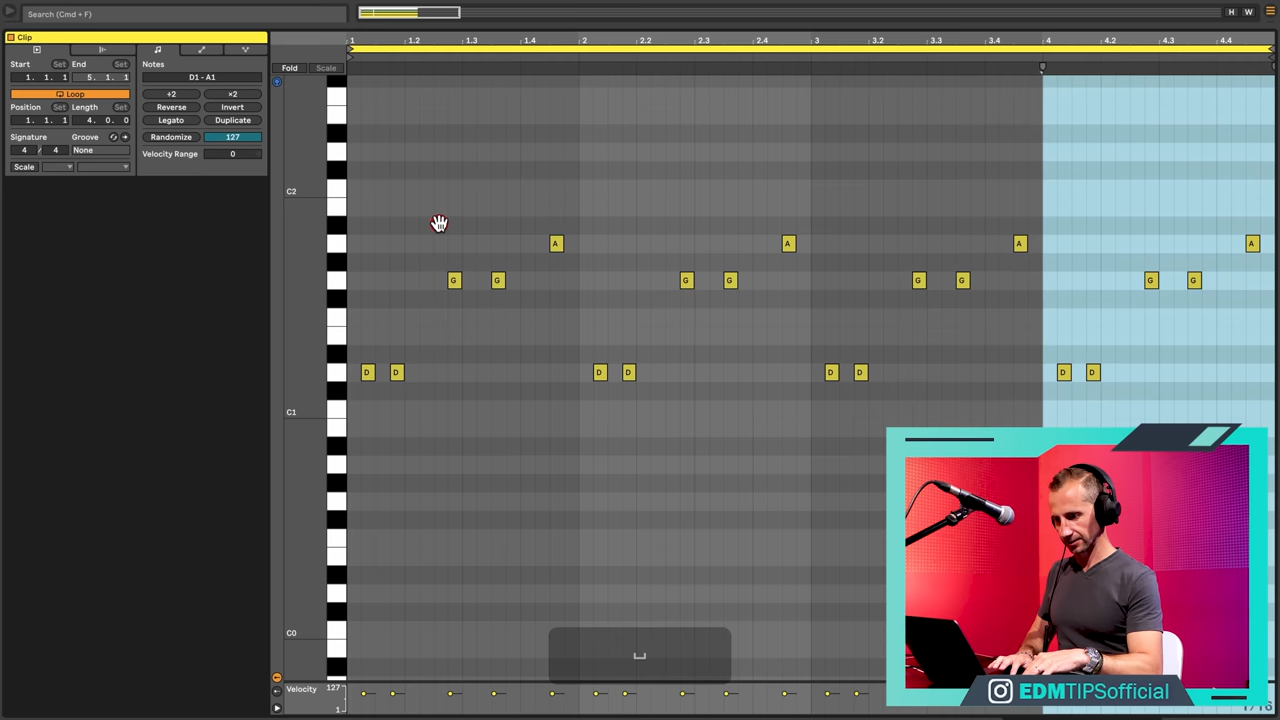 Search (Cmd + F)
H W
Clip
Start Set End Set
1. 1. 1 5. 1. 1
Loop
Position Set Length Set
1. 1. 1 4. 0. 0
Signature Groove
4 / 4 None
Scale
Notes
D1 - A1
÷2 ×2
Reverse Invert
Legato Duplicate
Randomize 127
Velocity Range 0
1 1.2 1.3 1.4 2 2.2 2.3 2.4 3 3.2 3.3 3.4 4 4.2 4.3 4.4
Fold Scale
C2
A A A A
G G G G G G G G
D D D D D D D D
C1
C0
Velocity 127
1
EDMTIPSofficial
1/16